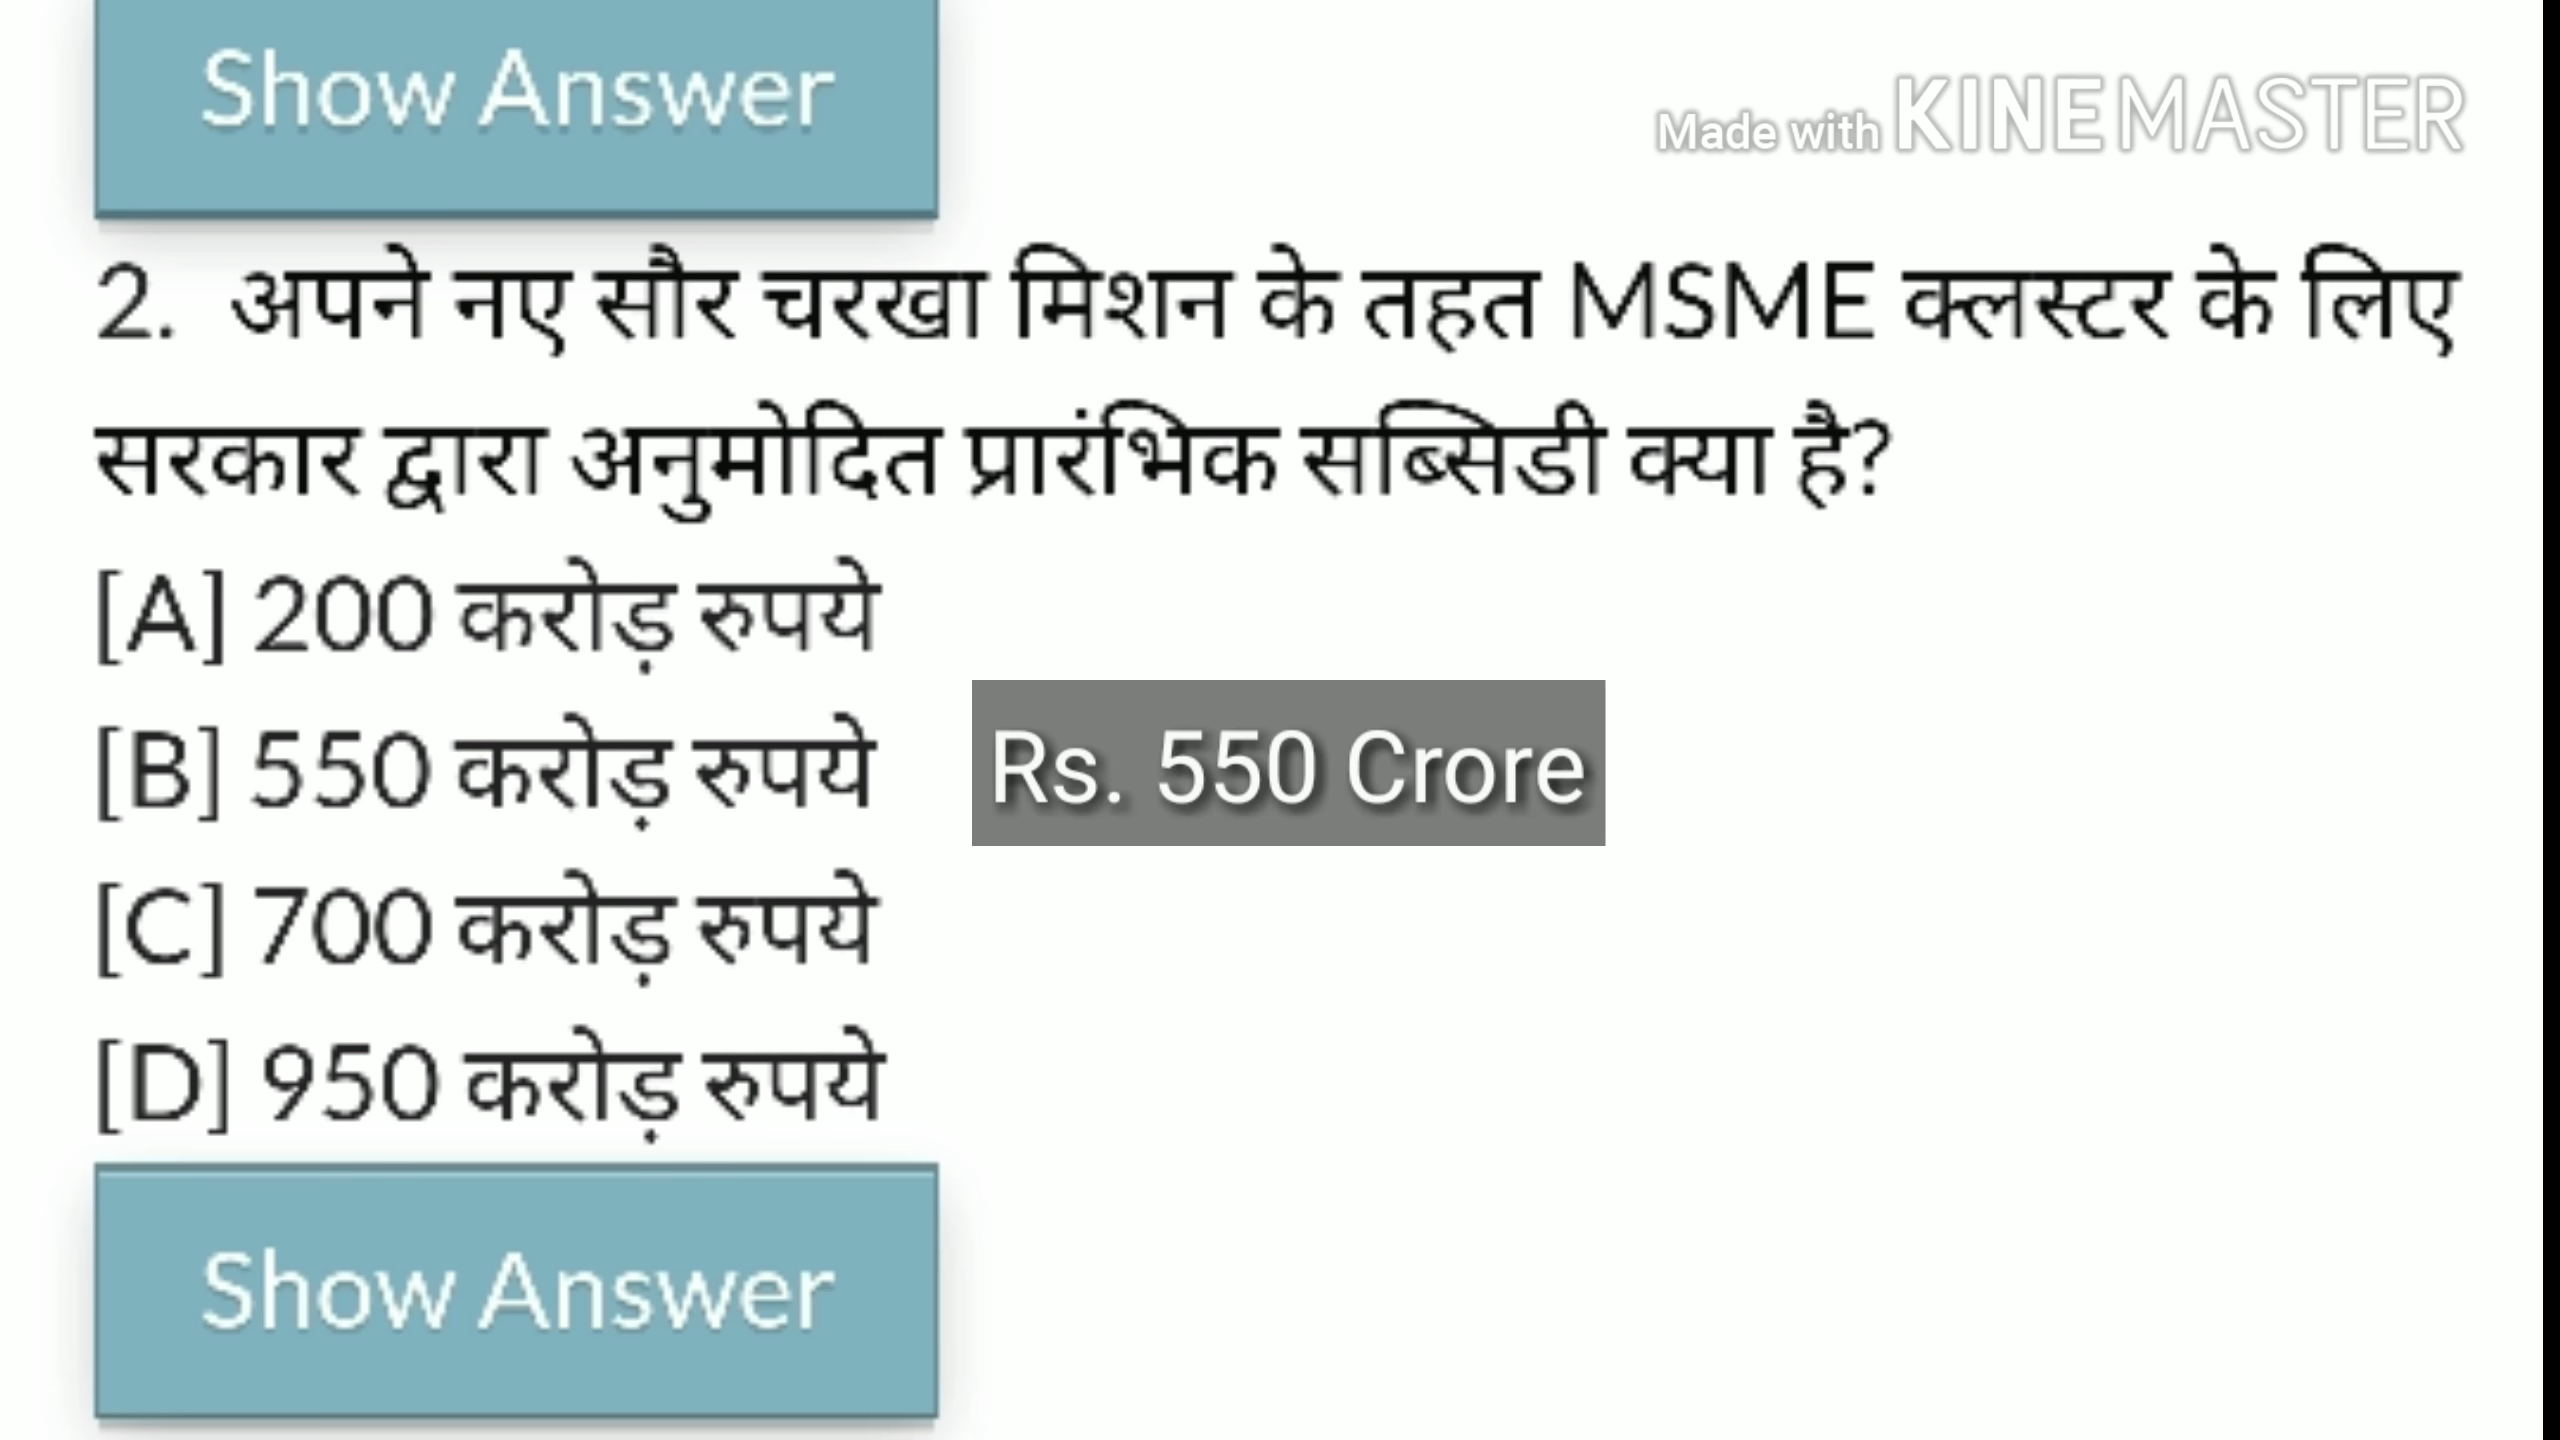 Show Answer
Made with KINEMASTER
2. अपने नए सौर चरखा मिशन के तहत MSME क्लस्टर के लिए
सरकार द्वारा अनुमोदित प्रारंभिक सब्सिडी क्या है?
[A] 200 करोड़ रुपये
[B] 550 करोड़ रुपये
Rs. 550 Crore
[C] 700 करोड़ रुपये
[D] 950 करोड़ रुपये
Show Answer